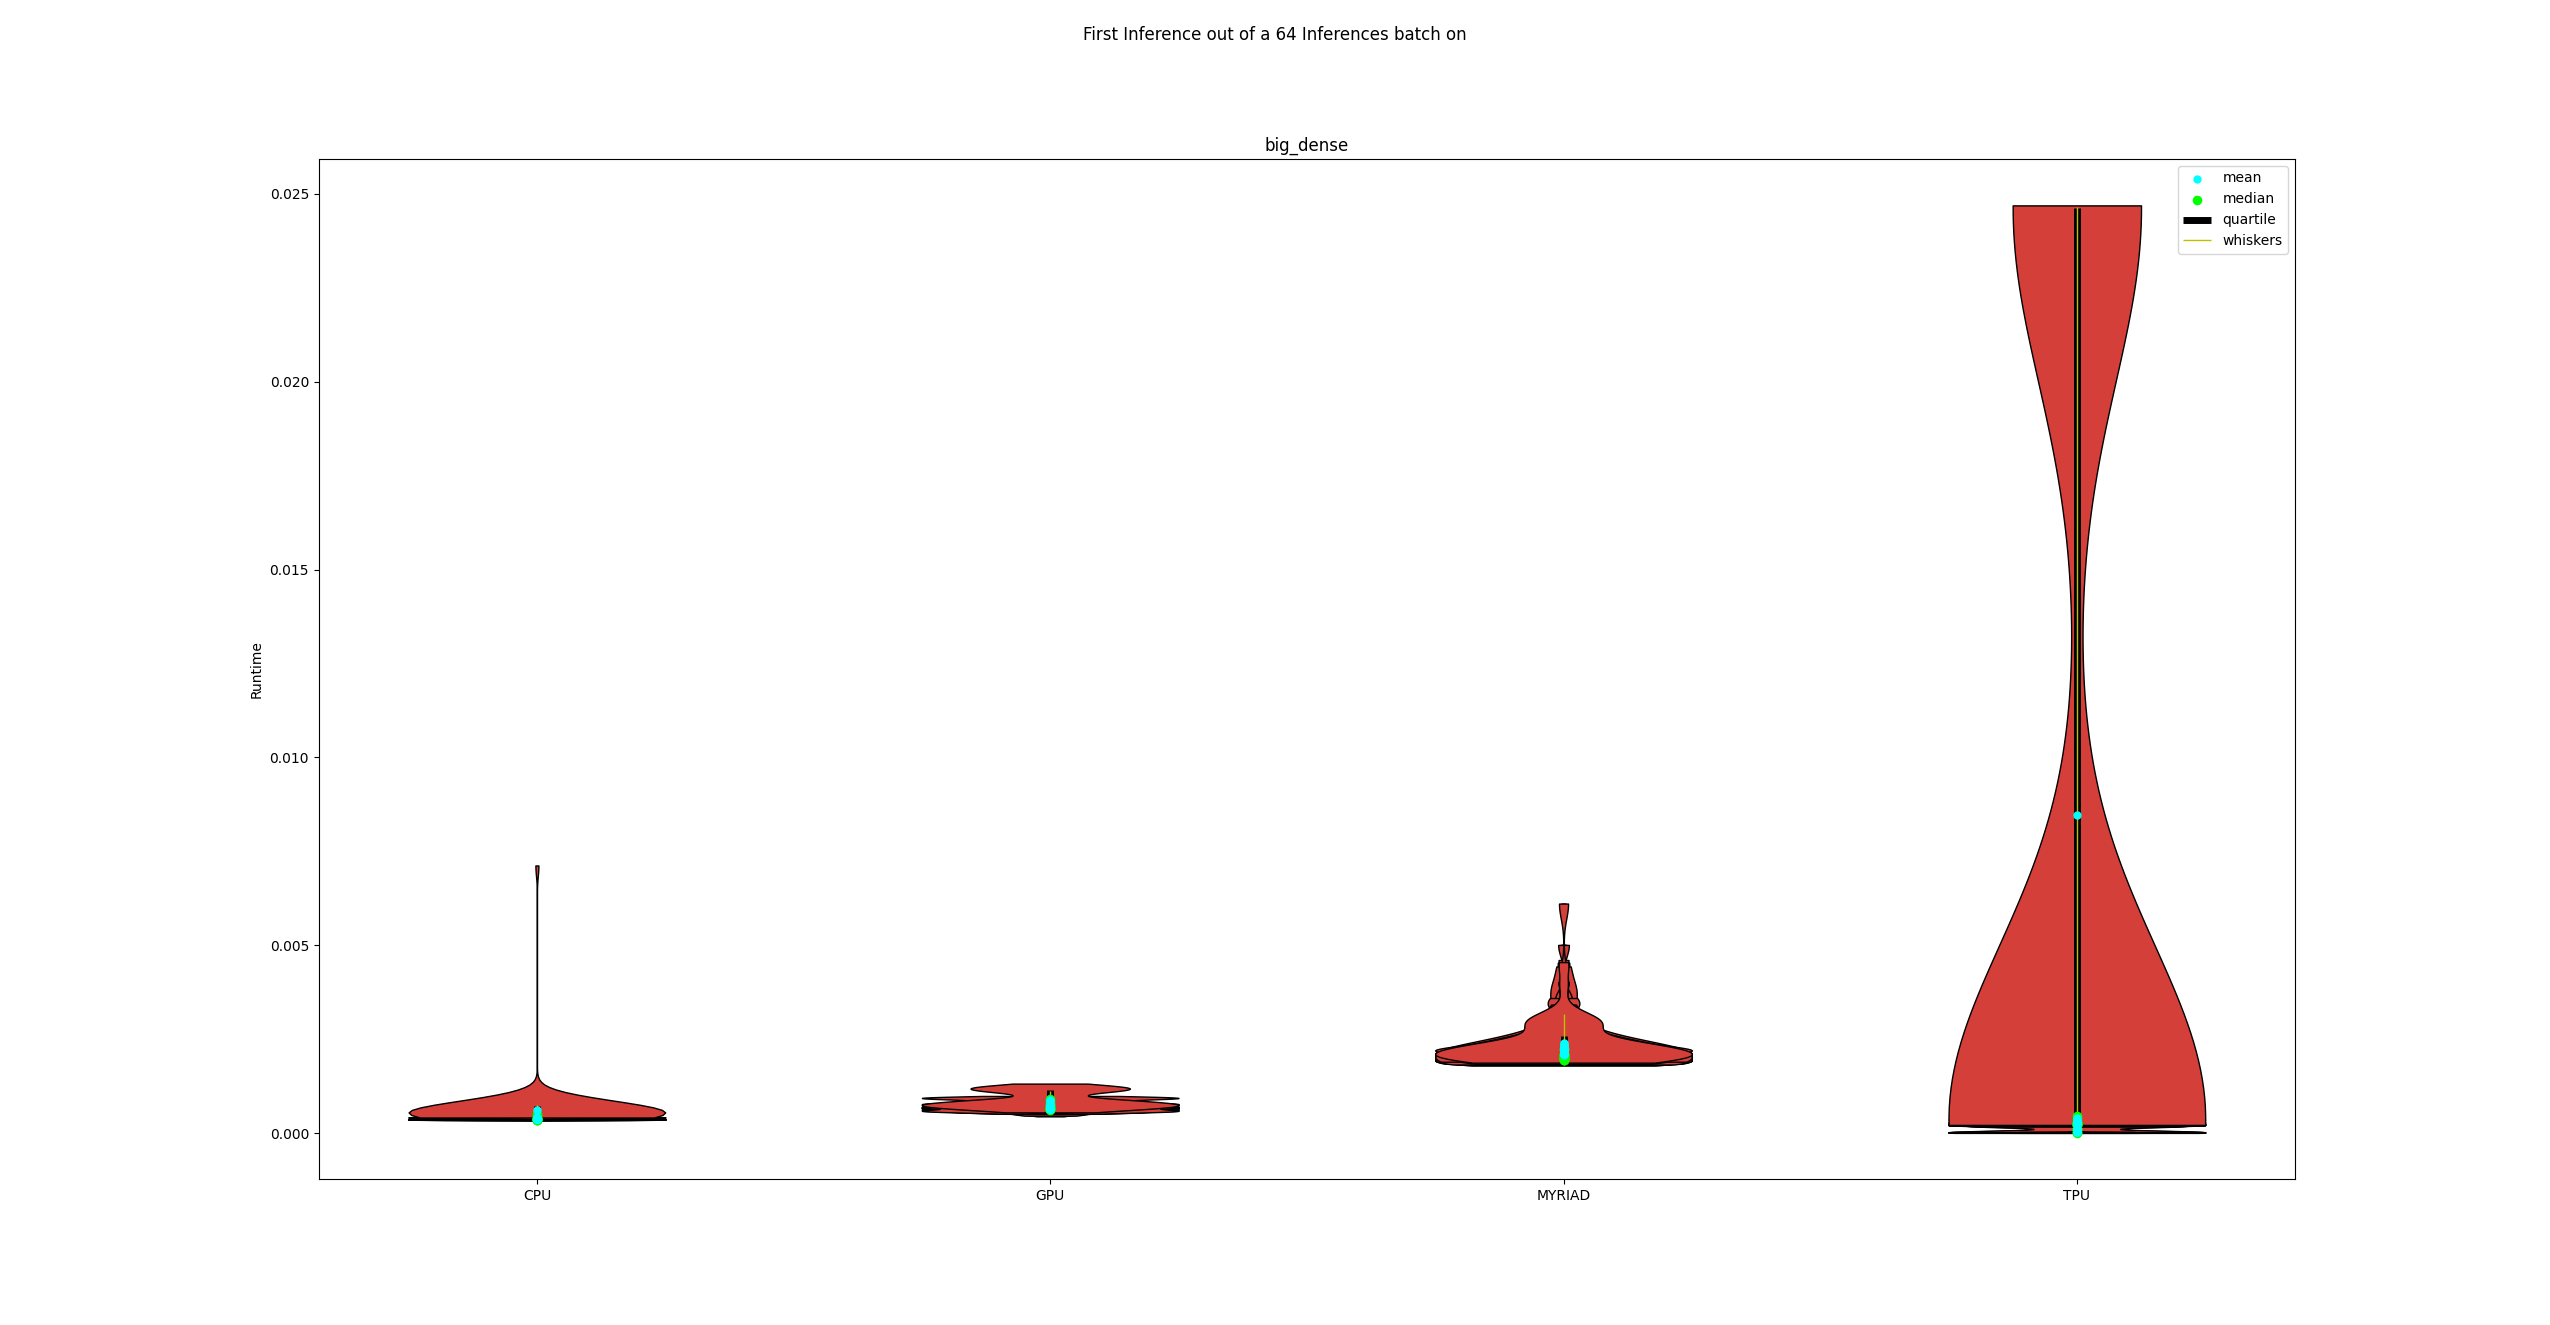 First Inference out of a 64 Inferences batch on
big_dense
mean
median
quartile
whiskers
0.025
0.020
0.015
0.010
0.005
0.000
Runtime
CPU GPU MYRIAD TPU